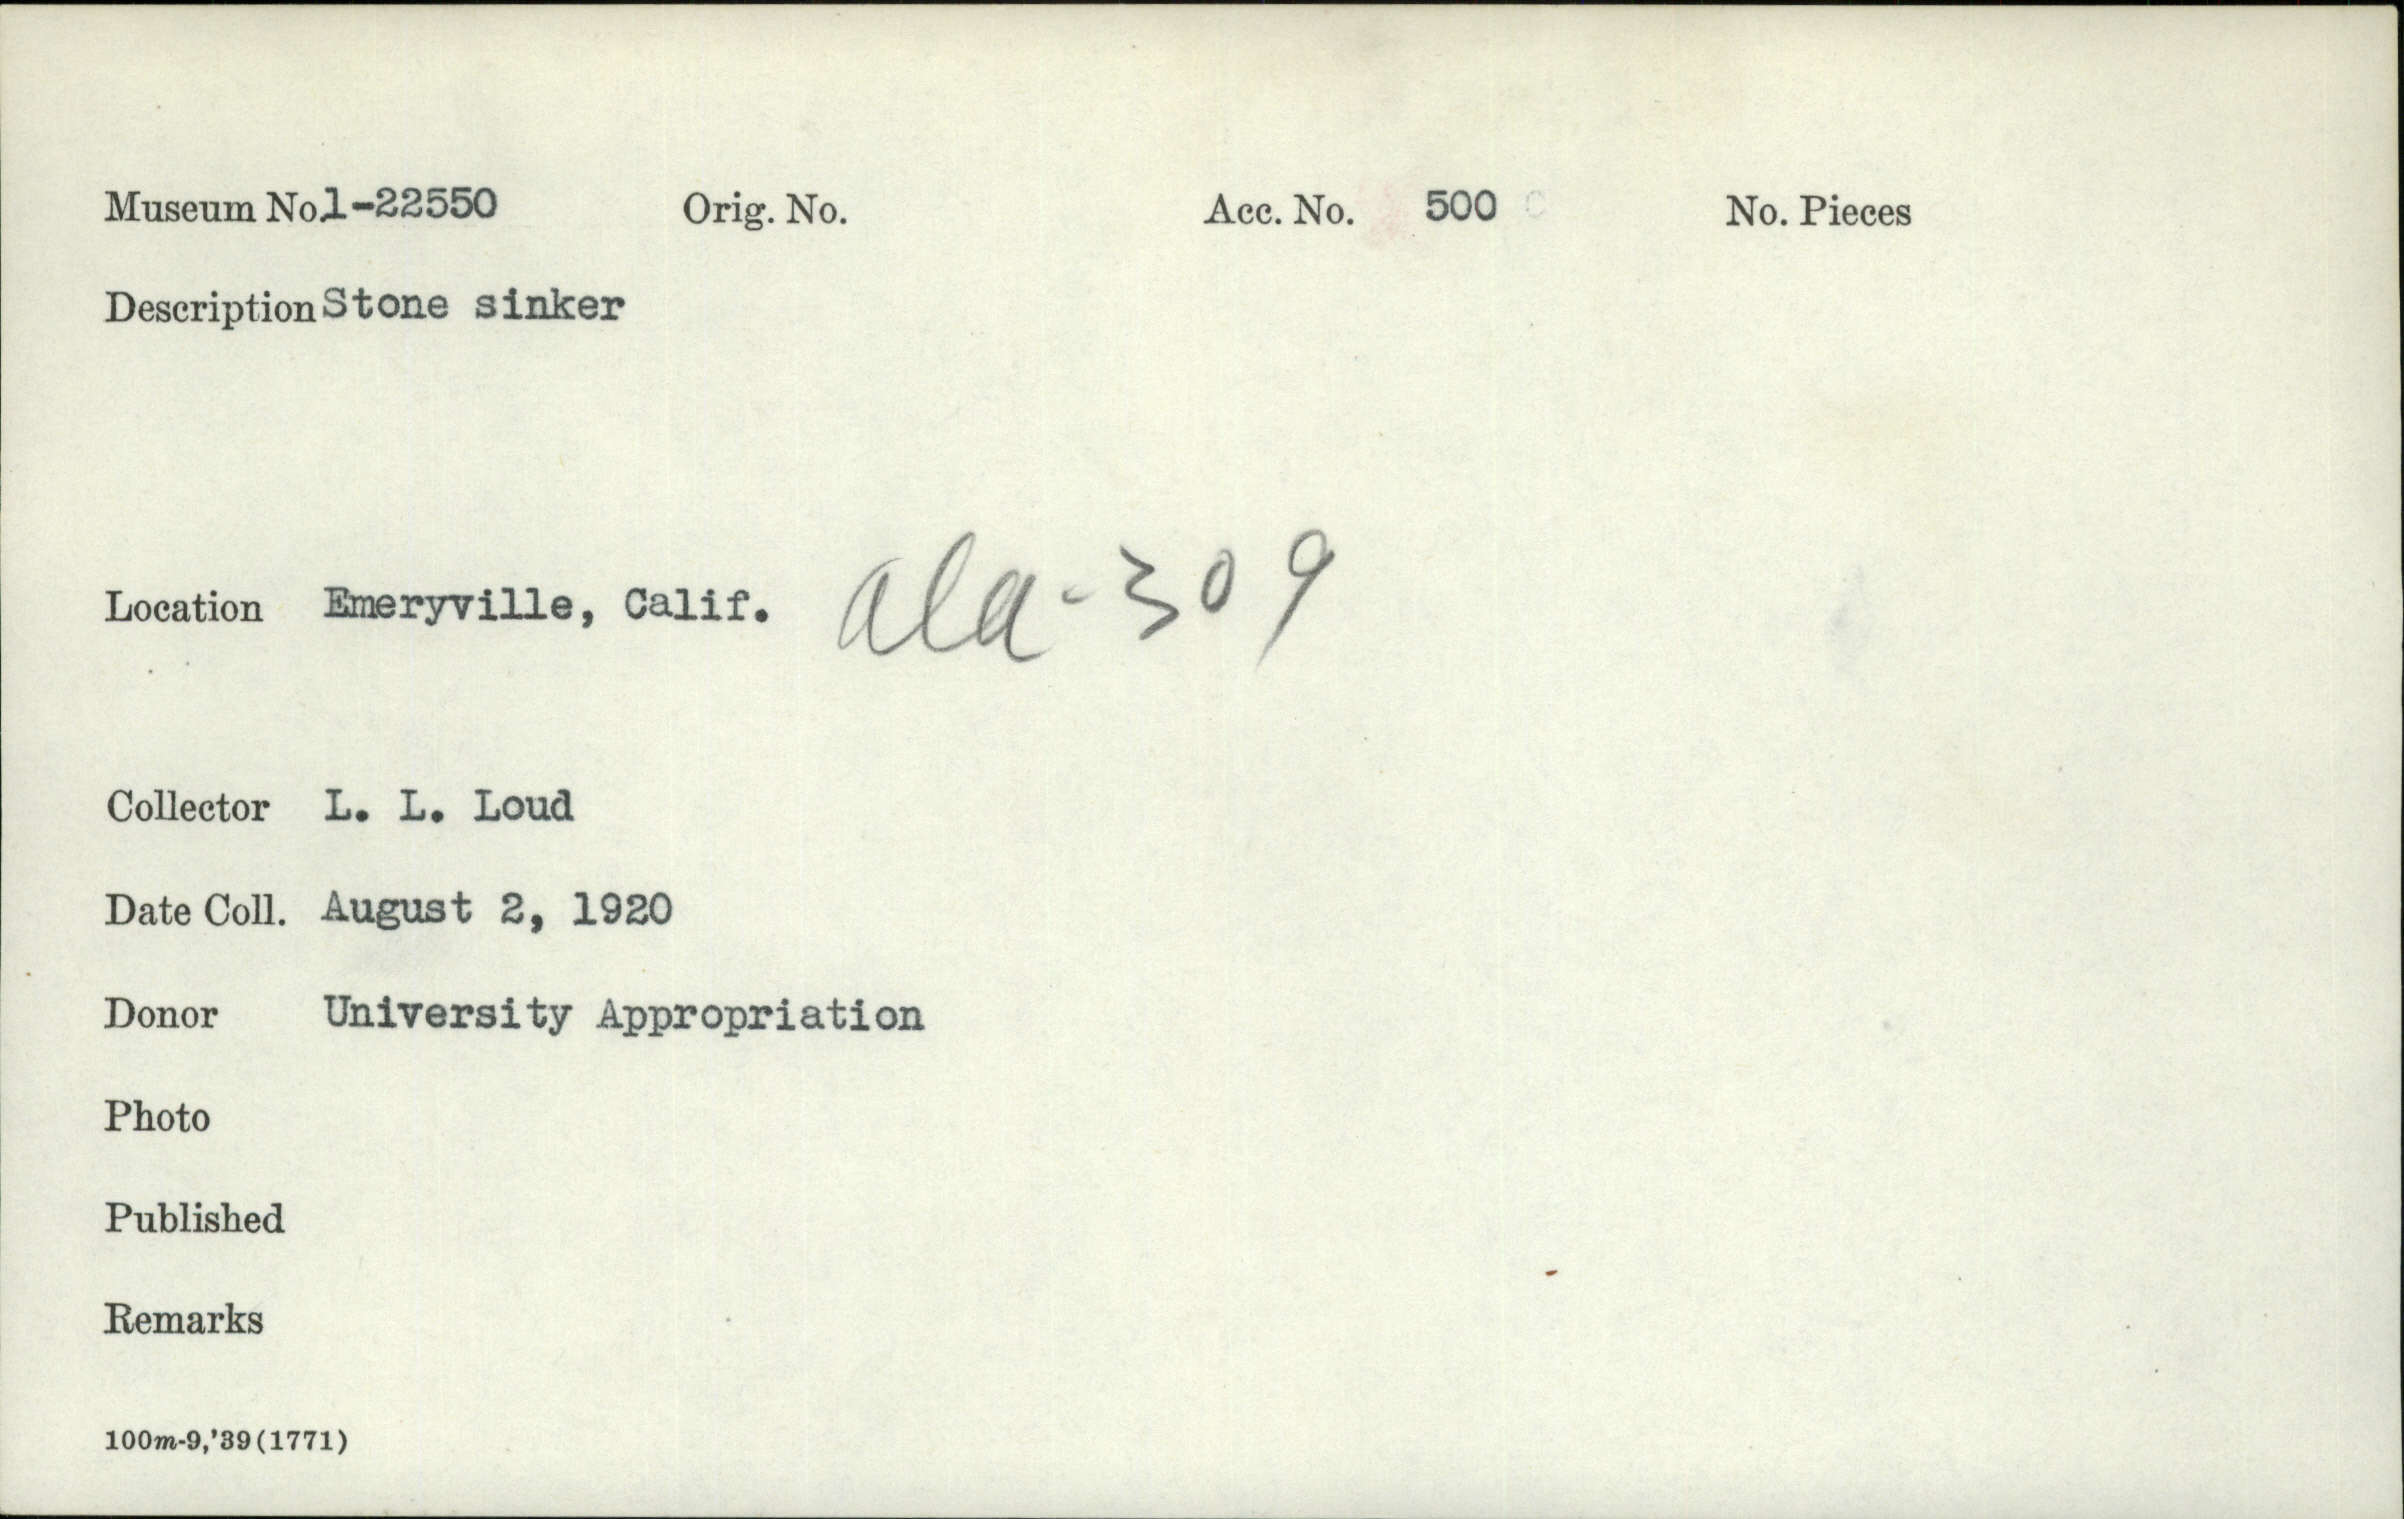 Museum No.1-22550 Orig. No. Acc. No. 500 No. Pieces
Description Stone sinker
Location Emeryville, Calif. ala-309
Collector L. L. Loud
Date Coll. August 2, 1920
Donor University Appropriation
Photo
Published
Remarks
100m-9,'39(1771)